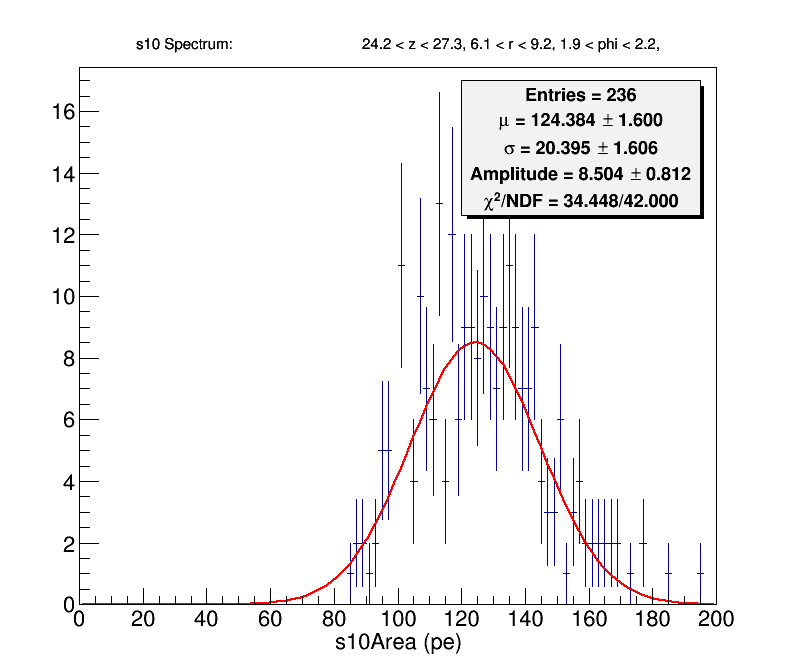 s10 Spectrum: 24.2 < z < 27.3, 6.1 < r < 9.2, 1.9 < phi < 2.2,
Entries = 236
μ = 124.384 ± 1.600
σ = 20.395 ± 1.606
Amplitude = 8.504 ± 0.812
χ²/NDF = 34.448/42.000
16
14
12
10
8
6
4
2
0
0 20 40 60 80 100 120 140 160 180 200
s10Area (pe)